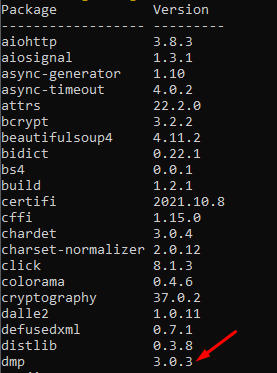 Package Version
------------------ -----------
aiohttp 3.8.3
aiosignal 1.3.1
async-generator 1.10
async-timeout 4.0.2
attrs 22.2.0
bcrypt 3.2.2
beautifulsoup4 4.11.2
bidict 0.22.1
bs4 0.0.1
build 1.2.1
certifi 2021.10.8
cffi 1.15.0
chardet 3.0.4
charset-normalizer 2.0.12
click 8.1.3
colorama 0.4.6
cryptography 37.0.2
dalle2 1.0.11
defusedxml 0.7.1
distlib 0.3.8
dmp 3.0.3